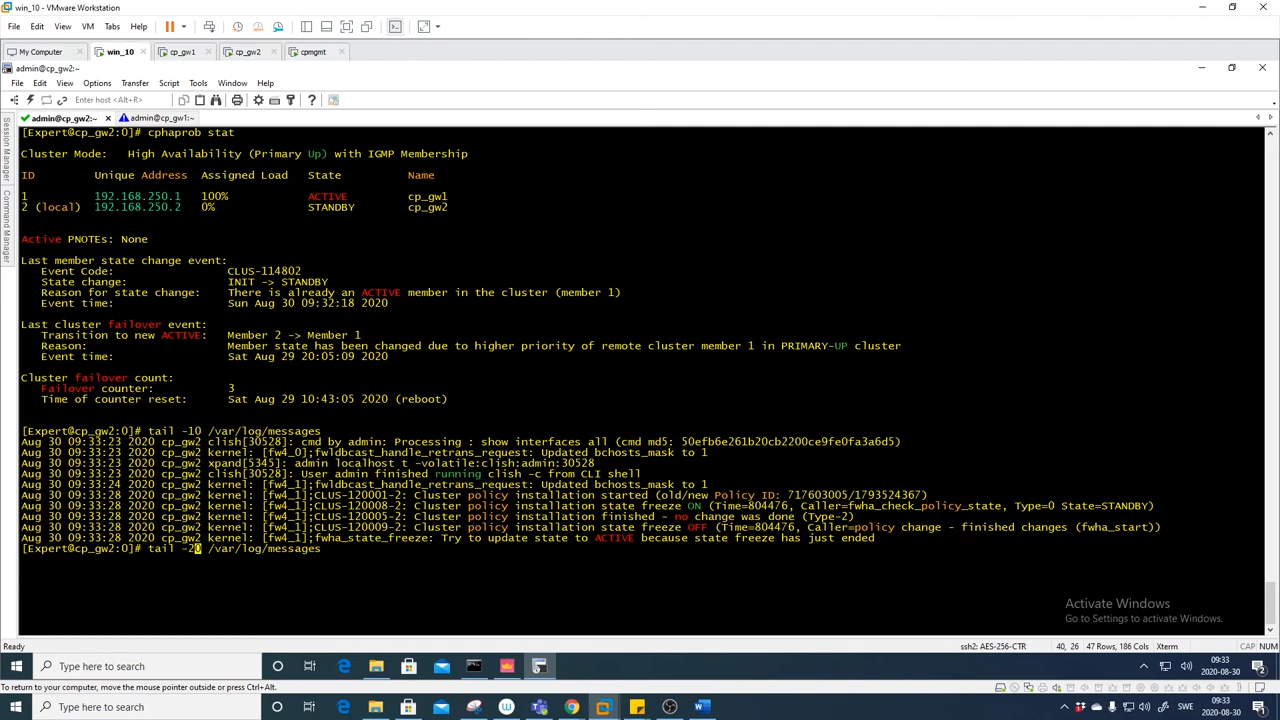 win_10 - VMware Workstation
File Edit View VM Tabs Help
My Computer win_10 cp_gw1 cp_gw2 cpmgmt
admin@cp_gw2:~
File Edit View Options Transfer Script Tools Window Help
Enter host <Alt+R>
admin@cp_gw2:~ admin@cp_gw1:~
Session Manager
Command Manager
[Expert@cp_gw2:0]# cphaprob stat
Cluster Mode: High Availability (Primary Up) with IGMP Membership
ID Unique Address Assigned Load State Name
1 192.168.250.1 100% ACTIVE cp_gw1
2 (local) 192.168.250.2 0% STANDBY cp_gw2
Active PNOTEs: None
Last member state change event:
Event Code: CLUS-114802
State change: INIT -> STANDBY
Reason for state change: There is already an ACTIVE member in the cluster (member 1)
Event time: Sun Aug 30 09:32:18 2020
Last cluster failover event:
Transition to new ACTIVE: Member 2 -> Member 1
Reason: Member state has been changed due to higher priority of remote cluster member 1 in PRIMARY-UP cluster
Event time: Sat Aug 29 20:05:09 2020
Cluster failover count:
Failover counter: 3
Time of counter reset: Sat Aug 29 10:43:05 2020 (reboot)
[Expert@cp_gw2:0]# tail -10 /var/log/messages
Aug 30 09:33:23 2020 cp_gw2 clish[30528]: cmd by admin: Processing : show interfaces all (cmd md5: 50efb6e261b20cb2200ce9fe0fa3a6d5)
Aug 30 09:33:23 2020 cp_gw2 kernel: [fw4_0];fwldbcast_handle_retrans_request: Updated bchosts_mask to 1
Aug 30 09:33:23 2020 cp_gw2 xpand[5345]: admin localhost t -volatile:clish:admin:30528
Aug 30 09:33:23 2020 cp_gw2 clish[30528]: User admin finished running clish -c from CLI shell
Aug 30 09:33:24 2020 cp_gw2 kernel: [fw4_1];fwldbcast_handle_retrans_request: Updated bchosts_mask to 1
Aug 30 09:33:28 2020 cp_gw2 kernel: [fw4_1];CLUS-120001-2: Cluster policy installation started (old/new Policy ID: 717603005/1793524367)
Aug 30 09:33:28 2020 cp_gw2 kernel: [fw4_1];CLUS-120008-2: Cluster policy installation state freeze ON (Time=804476, Caller=fwha_check_policy_state, Type=0 State=STANDBY)
Aug 30 09:33:28 2020 cp_gw2 kernel: [fw4_1];CLUS-120005-2: Cluster policy installation finished - no change was done (Type-2)
Aug 30 09:33:28 2020 cp_gw2 kernel: [fw4_1];CLUS-120009-2: Cluster policy installation state freeze OFF (Time=804476, Caller=policy change - finished changes (fwha_start))
Aug 30 09:33:28 2020 cp_gw2 kernel: [fw4_1];fwha_state_freeze: Try to update state to ACTIVE because state freeze has just ended
[Expert@cp_gw2:0]# tail -20 /var/log/messages
Activate Windows
Go to Settings to activate Windows.
Ready ssh2: AES-256-CTR 40, 26 47 Rows, 186 Cols Xterm CAP NUM
Type here to search 09:33
2020-08-30
To return to your computer, move the mouse pointer outside or press Ctrl+Alt.
Type here to search SWE 09:33
2020-08-30